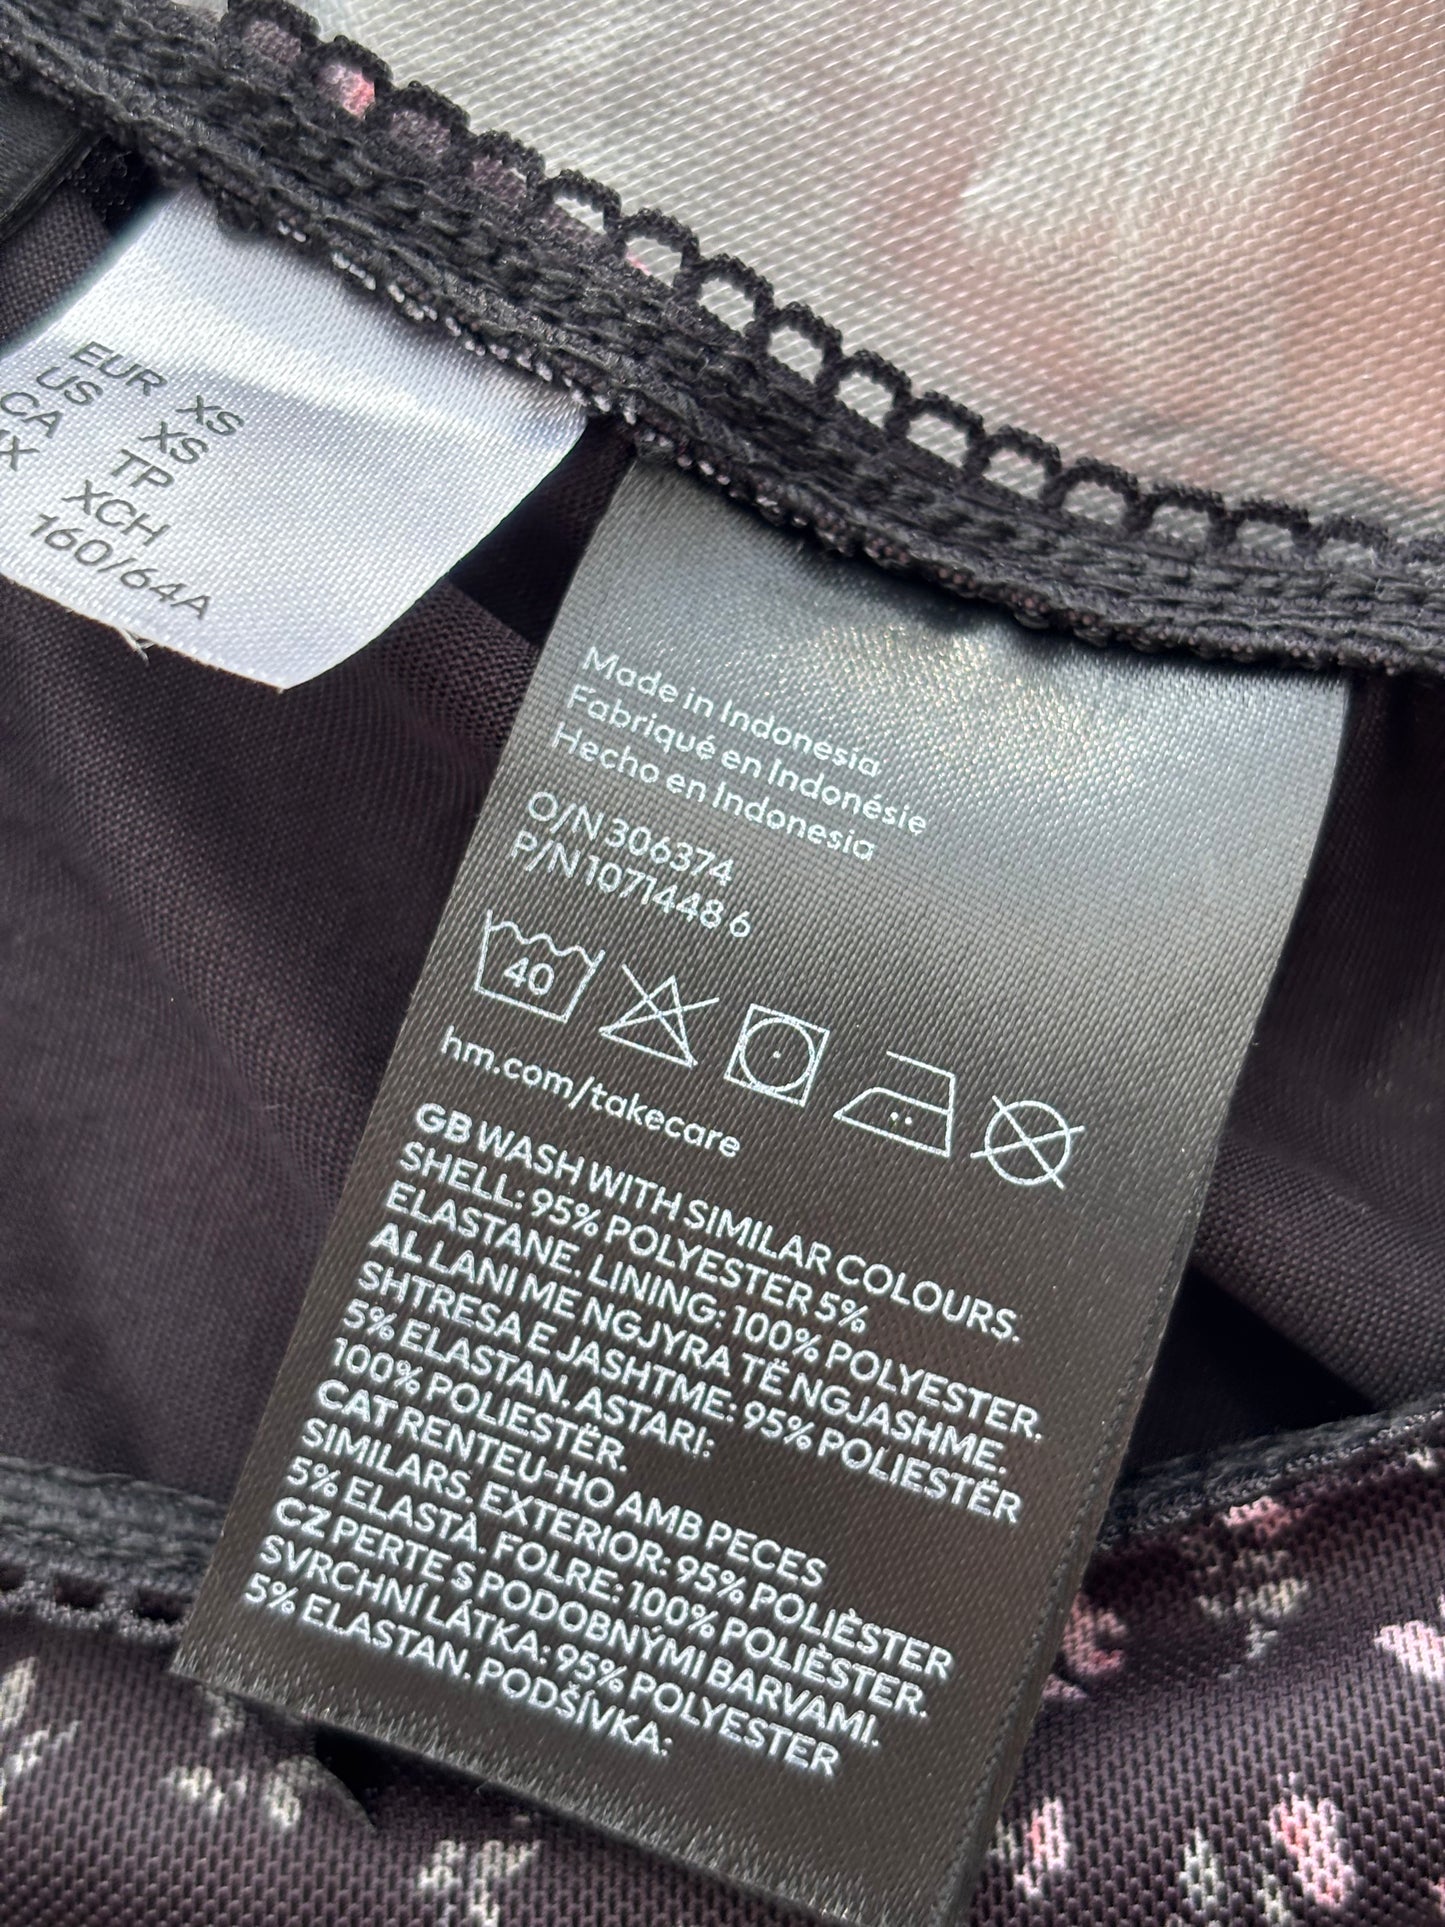 EUR XS
US XS
CA TP
XCH
160/64A
Made in Indonesia
Fabriqué en Indonésie
Hecho en Indonesia
O/N 306374
P/N 1071448 6
40
hm.com/takecare
GB WASH WITH SIMILAR COLOURS.
SHELL: 95% POLYESTER 5%
ELASTANE. LINING: 100% POLYESTER.
AL LANI ME NGJYRA TË NGJASHME.
SHTRESA E JASHTME: 95% POLIESTËR
5% ELASTAN. ASTARI:
100% POLIESTËR.
CAT RENTEU-HO AMB PECES
SIMILARS. EXTERIOR: 95% POLIÈSTER
5% ELASTÀ. FOLRE: 100% POLIÈSTER.
CZ PERTE S PODOBNÝMI BARVAMI.
SVRCHNÍ LÁTKA: 95% POLYESTER
5% ELASTAN. PODŠÍVKA: